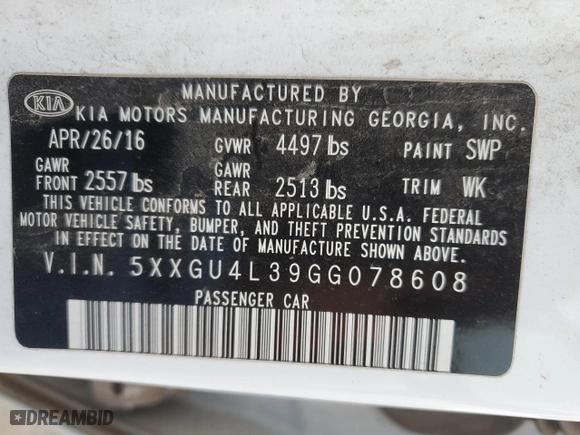 MANUFACTURED BY
KIA KIA MOTORS MANUFACTURING GEORGIA, INC.
APR/26/16 GVWR 4497 lbs PAINT SWP
GAWR FRONT 2557 lbs GAWR REAR 2513 lbs TRIM WK
THIS VEHICLE CONFORMS TO ALL APPLICABLE U.S.A. FEDERAL
MOTOR VEHICLE SAFETY, BUMPER, AND THEFT PREVENTION STANDARDS
IN EFFECT ON THE DATE OF MANUFACTURE SHOWN ABOVE.
V.I.N. 5XXGU4L39GG078608
PASSENGER CAR
DREAMBID